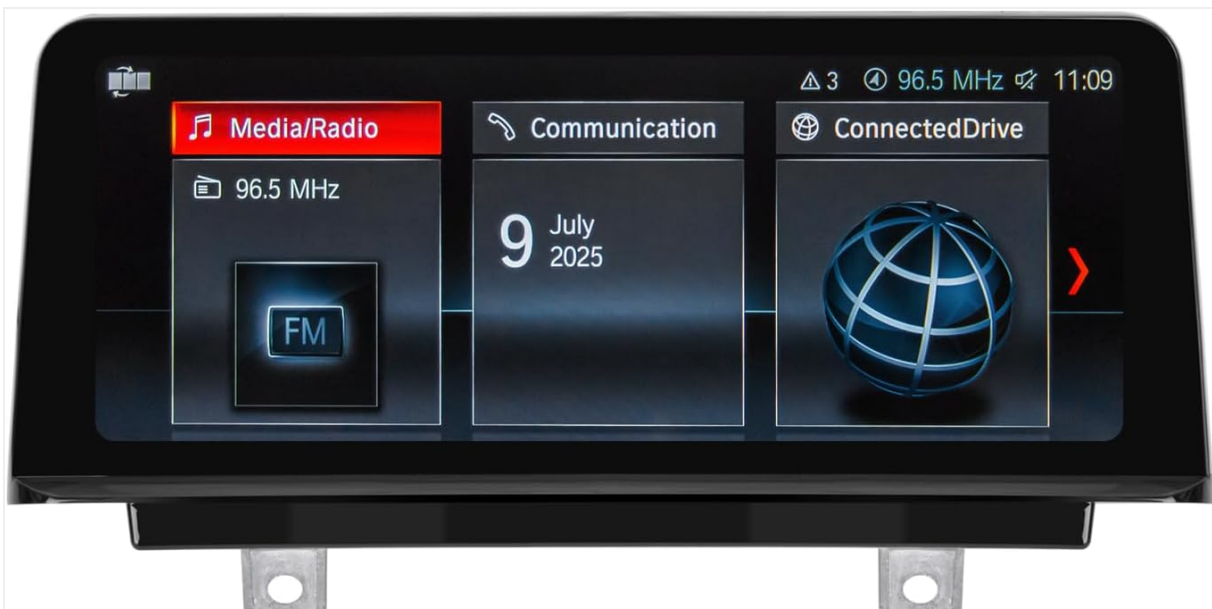 3 96.5 MHz 11:09
Media/Radio
Communication
ConnectedDrive
96.5 MHz
FM
9
July
2025